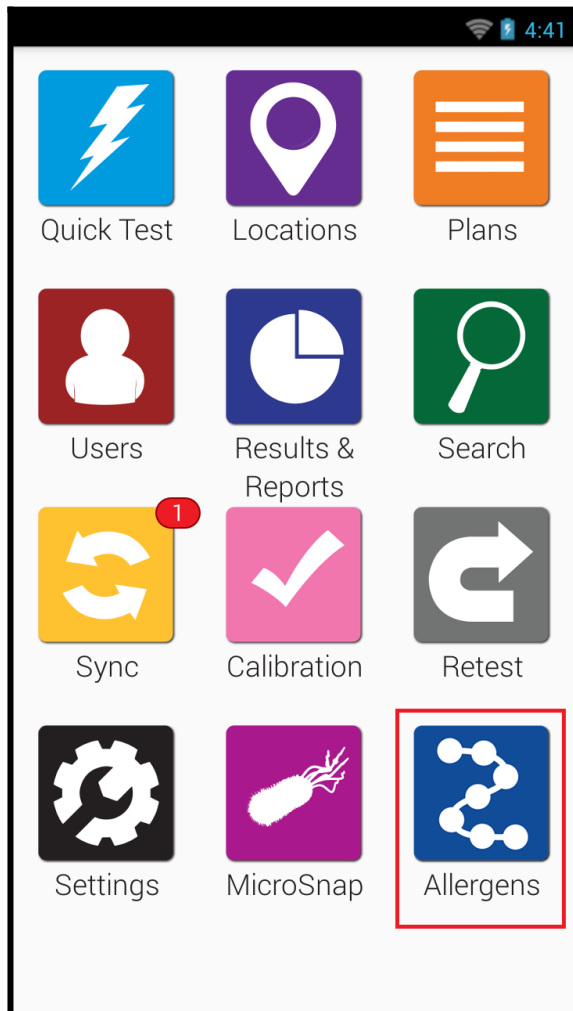 4:41
Quick Test
Locations
Plans
Users
Results &
Reports
Search
1
Sync
Calibration
Retest
Settings
MicroSnap
Allergens